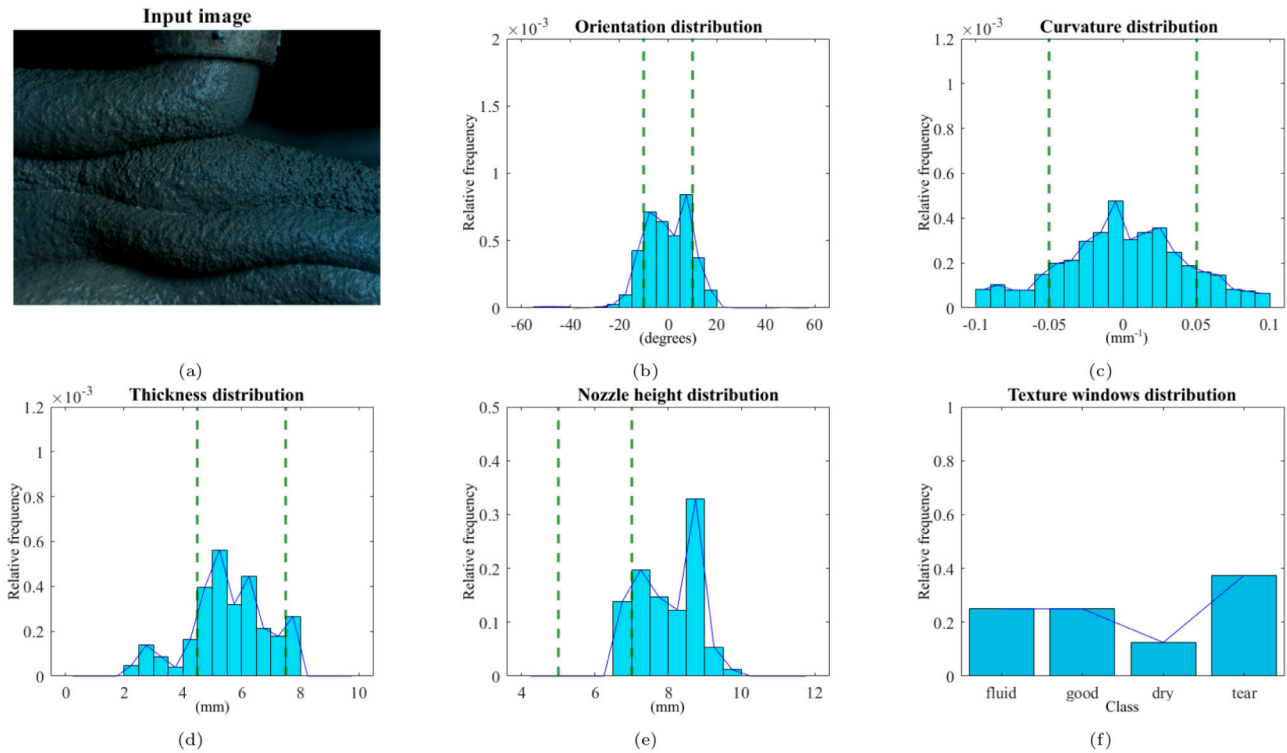 Input image
(a)
Orientation distribution
×10⁻³
Relative frequency
2
1.5
1
0.5
0
-60 -40 -20 0 20 40 60
(degrees)
(b)
Curvature distribution
×10⁻³
Relative frequency
1.2
1
0.8
0.6
0.4
0.2
0
-0.1 -0.05 0 0.05 0.1
(mm⁻¹)
(c)
Thickness distribution
×10⁻³
Relative frequency
1.2
1
0.8
0.6
0.4
0.2
0
0 2 4 6 8 10
(mm)
(d)
Nozzle height distribution
Relative frequency
0.5
0.4
0.3
0.2
0.1
0
4 6 8 10 12
(mm)
(e)
Texture windows distribution
Relative frequency
1
0.8
0.6
0.4
0.2
0
fluid good dry tear
Class
(f)